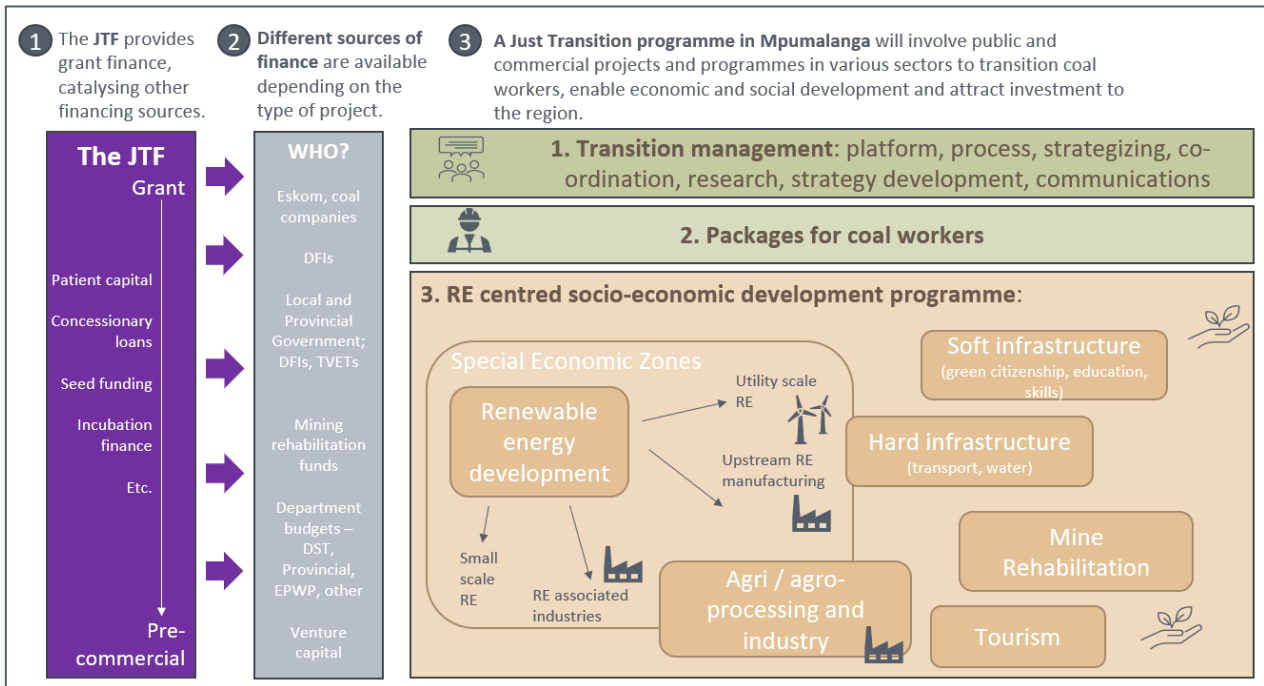 1
The JTF provides
grant finance,
catalysing other
financing sources.
2
Different sources of
finance are available
depending on the
type of project.
3
A Just Transition programme in Mpumalanga will involve public and
commercial projects and programmes in various sectors to transition coal
workers, enable economic and social development and attract investment to
the region.
The JTF
Grant
Patient capital
Concessionary
loans
Seed funding
Incubation
finance
Etc.
Pre-
commercial
WHO?
Eskom, coal
companies
DFIs
Local and
Provincial
Government;
DFIs, TVETs
Mining
rehabilitation
funds
Department
budgets –
DST,
Provincial,
EPWP, other
Venture
capital
1. Transition management: platform, process, strategizing, co-
ordination, research, strategy development, communications
2. Packages for coal workers
3. RE centred socio-economic development programme:
Special Economic Zones
Renewable
energy
development
Utility scale
RE
Upstream RE
manufacturing
Small
scale
RE
RE associated
industries
Agri / agro-
processing and
industry
Soft infrastructure
(green citizenship, education,
skills)
Hard infrastructure
(transport, water)
Mine
Rehabilitation
Tourism